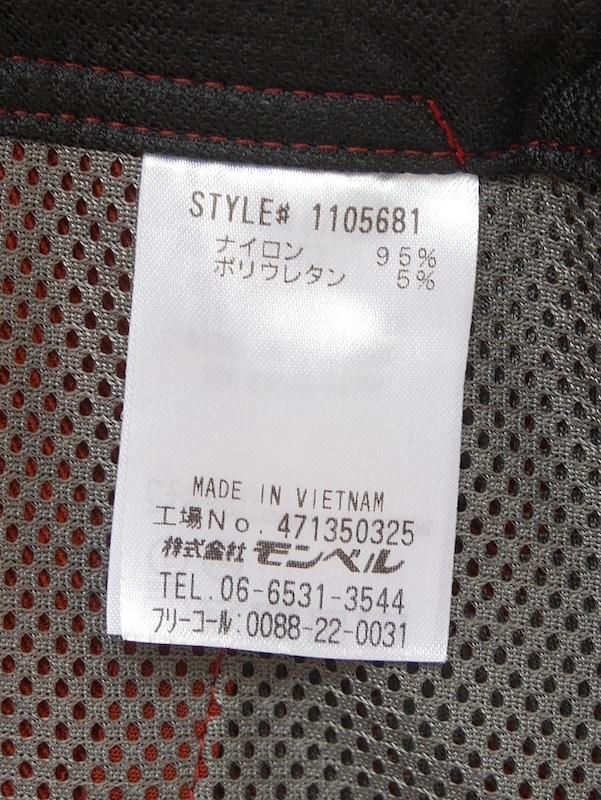 STYLE# 1105681
ナイロン 95%
ポリウレタン 5%
MADE IN VIETNAM
工場No. 471350325
株式会社 モンベル
TEL. 06-6531-3544
フリーコール:0088-22-0031